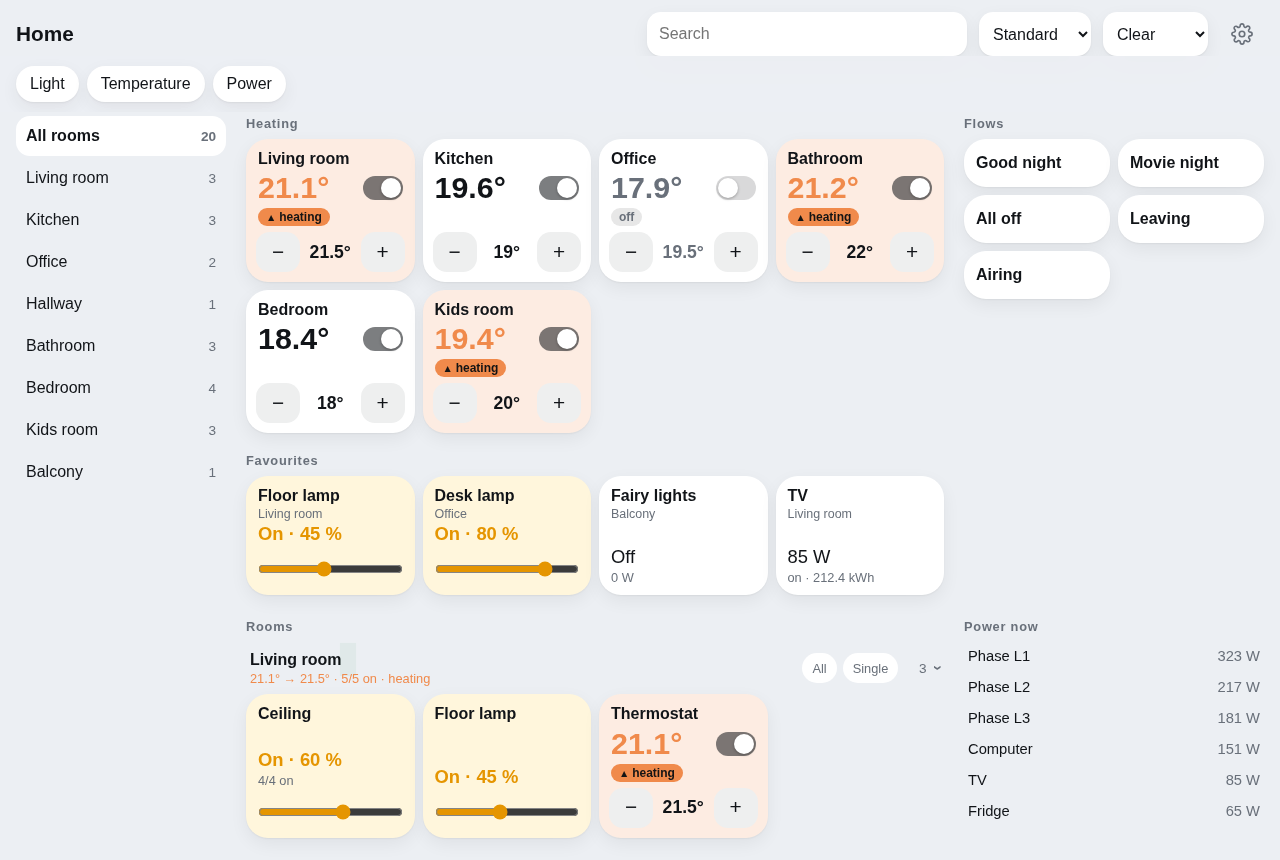 Home
Search
Standard
Clear
Light
Temperature
Power
All rooms 20
Living room 3
Kitchen 3
Office 2
Hallway 1
Bathroom 3
Bedroom 4
Kids room 3
Balcony 1
Heating
Living room
21.1°
▲ heating
− 21.5° +
Kitchen
19.6°
− 19° +
Office
17.9°
off
− 19.5° +
Bathroom
21.2°
▲ heating
− 22° +
Bedroom
18.4°
− 18° +
Kids room
19.4°
▲ heating
− 20° +
Favourites
Floor lamp
Living room
On · 45 %
Desk lamp
Office
On · 80 %
Fairy lights
Balcony
Off
0 W
TV
Living room
85 W
on · 212.4 kWh
Rooms
Living room
21.1° → 21.5° · 5/5 on · heating
All
Single
3
Ceiling
On · 60 %
4/4 on
Floor lamp
On · 45 %
Thermostat
21.1°
▲ heating
− 21.5° +
Flows
Good night
Movie night
All off
Leaving
Airing
Power now
Phase L1 323 W
Phase L2 217 W
Phase L3 181 W
Computer 151 W
TV 85 W
Fridge 65 W